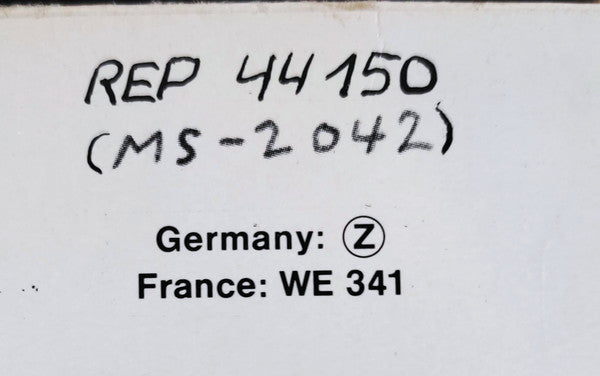 REP 44150
(MS-2042)
Germany: Ⓩ
France: WE 341